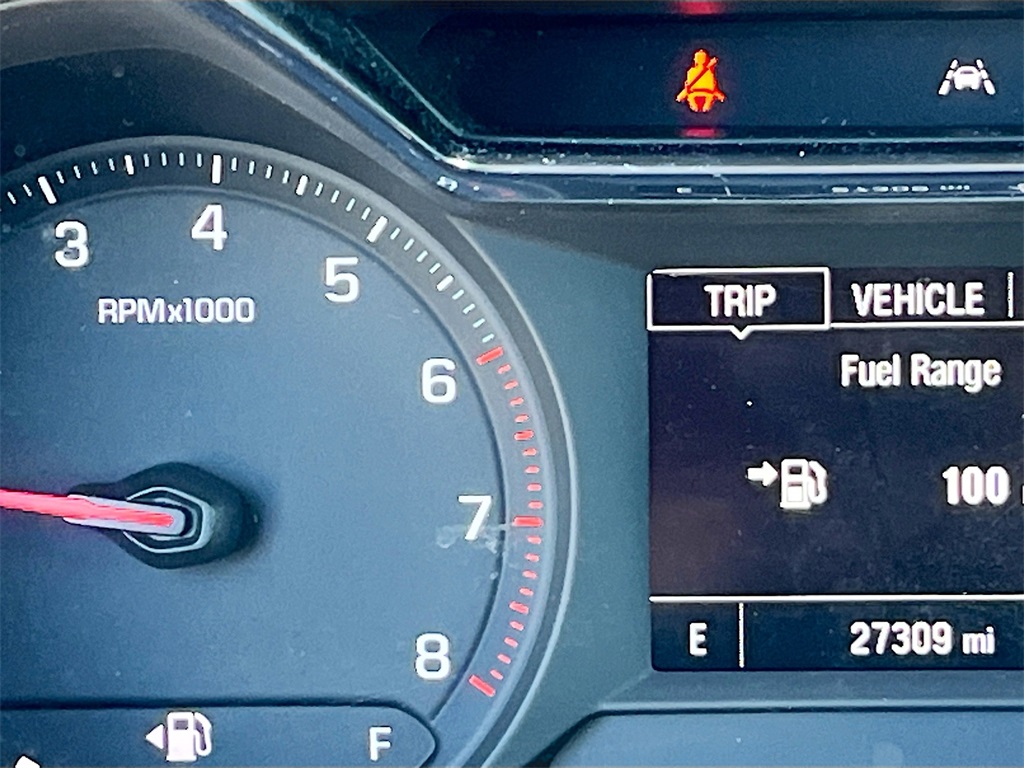 3
4
5
6
7
8
RPMx1000
F
TRIP VEHICLE
Fuel Range
100
E 27309 mi